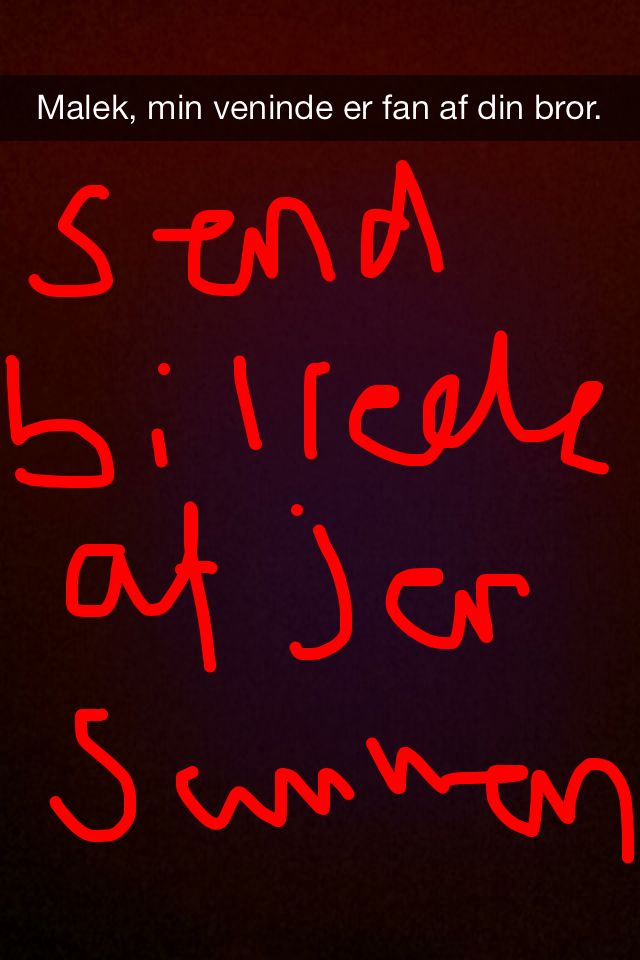 Malek, min veninde er fan af din bror.
Send
billede
af jer
Sammen